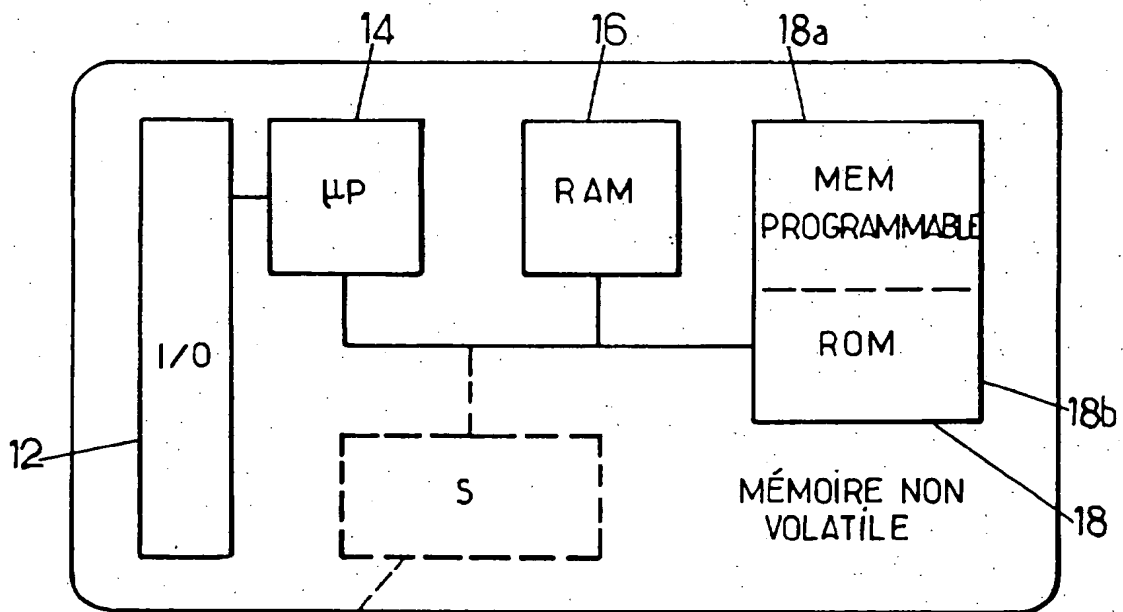 14
16
18a
µP
RAM
MEM
PROGRAMMABLE
I/O
ROM
18b
12
S
MÉMOIRE NON
VOLATILE
18